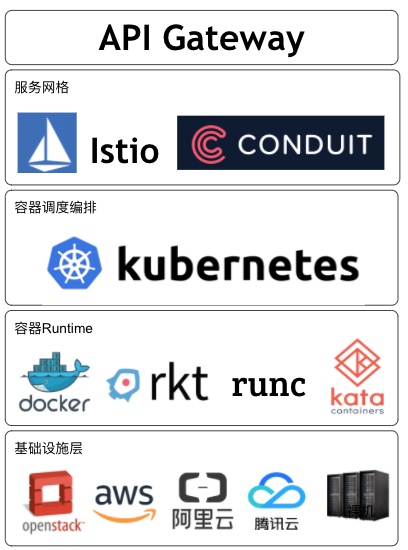 API Gateway
服务网格
Istio
CONDUIT
容器调度编排
kubernetes
容器Runtime
docker
rkt
runc
kata
containers
基础设施层
openstack
aws
阿里云
腾讯云
裸机